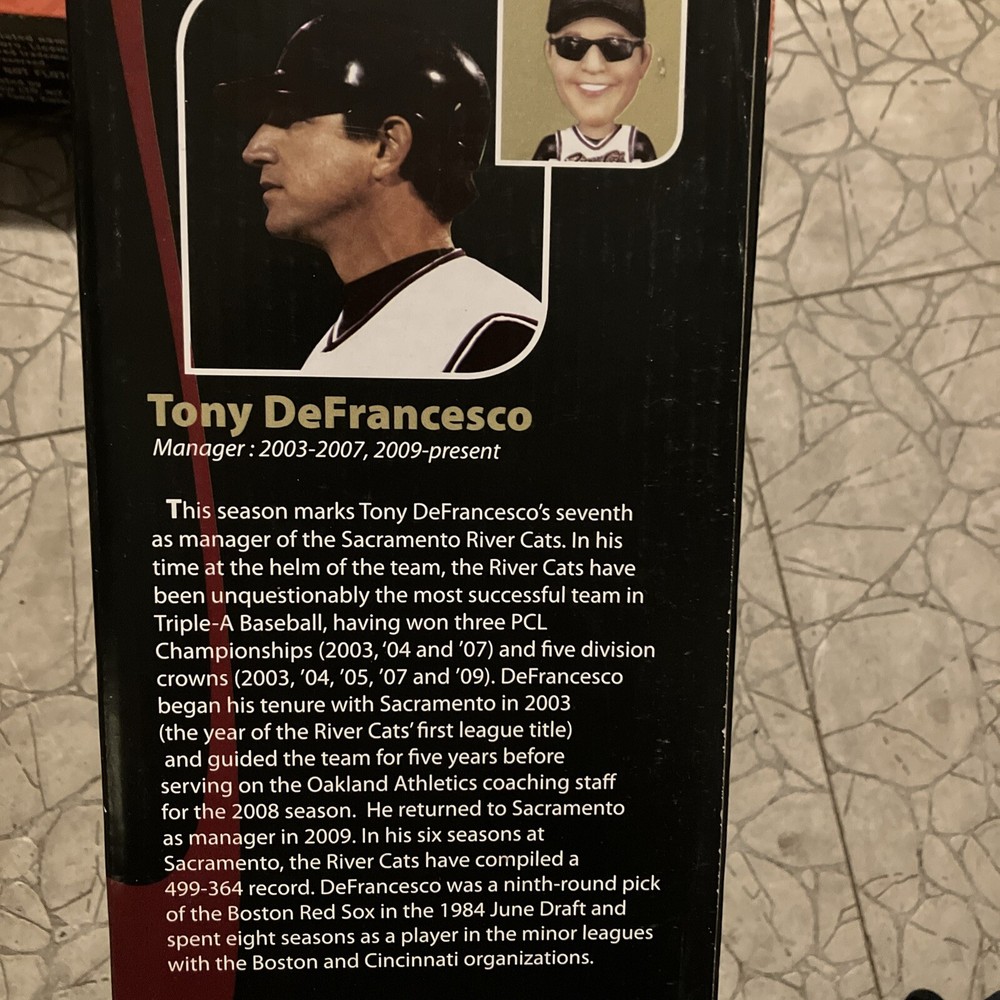 Tony DeFrancesco
Manager : 2003-2007, 2009-present
This season marks Tony DeFrancesco's seventh
as manager of the Sacramento River Cats. In his
time at the helm of the team, the River Cats have
been unquestionably the most successful team in
Triple-A Baseball, having won three PCL
Championships (2003, '04 and '07) and five division
crowns (2003, '04, '05, '07 and '09). DeFrancesco
began his tenure with Sacramento in 2003
(the year of the River Cats' first league title)
and guided the team for five years before
serving on the Oakland Athletics coaching staff
for the 2008 season. He returned to Sacramento
as manager in 2009. In his six seasons at
Sacramento, the River Cats have compiled a
499-364 record. DeFrancesco was a ninth-round pick
of the Boston Red Sox in the 1984 June Draft and
spent eight seasons as a player in the minor leagues
with the Boston and Cincinnati organizations.